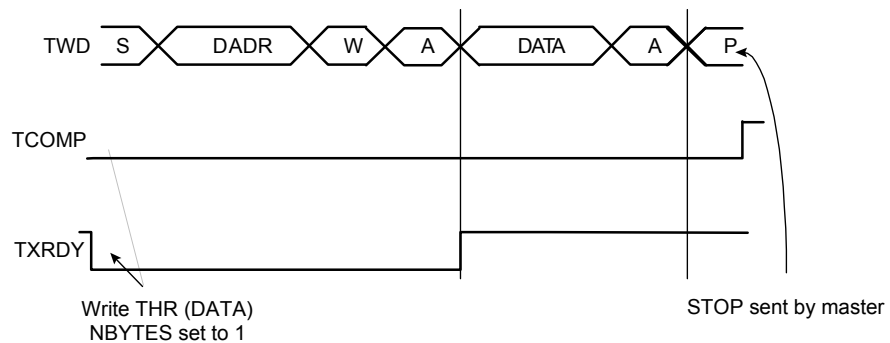 TWD S DADR W A DATA A P
TCOMP
TXRDY
Write THR (DATA)
NBYTES set to 1
STOP sent by master